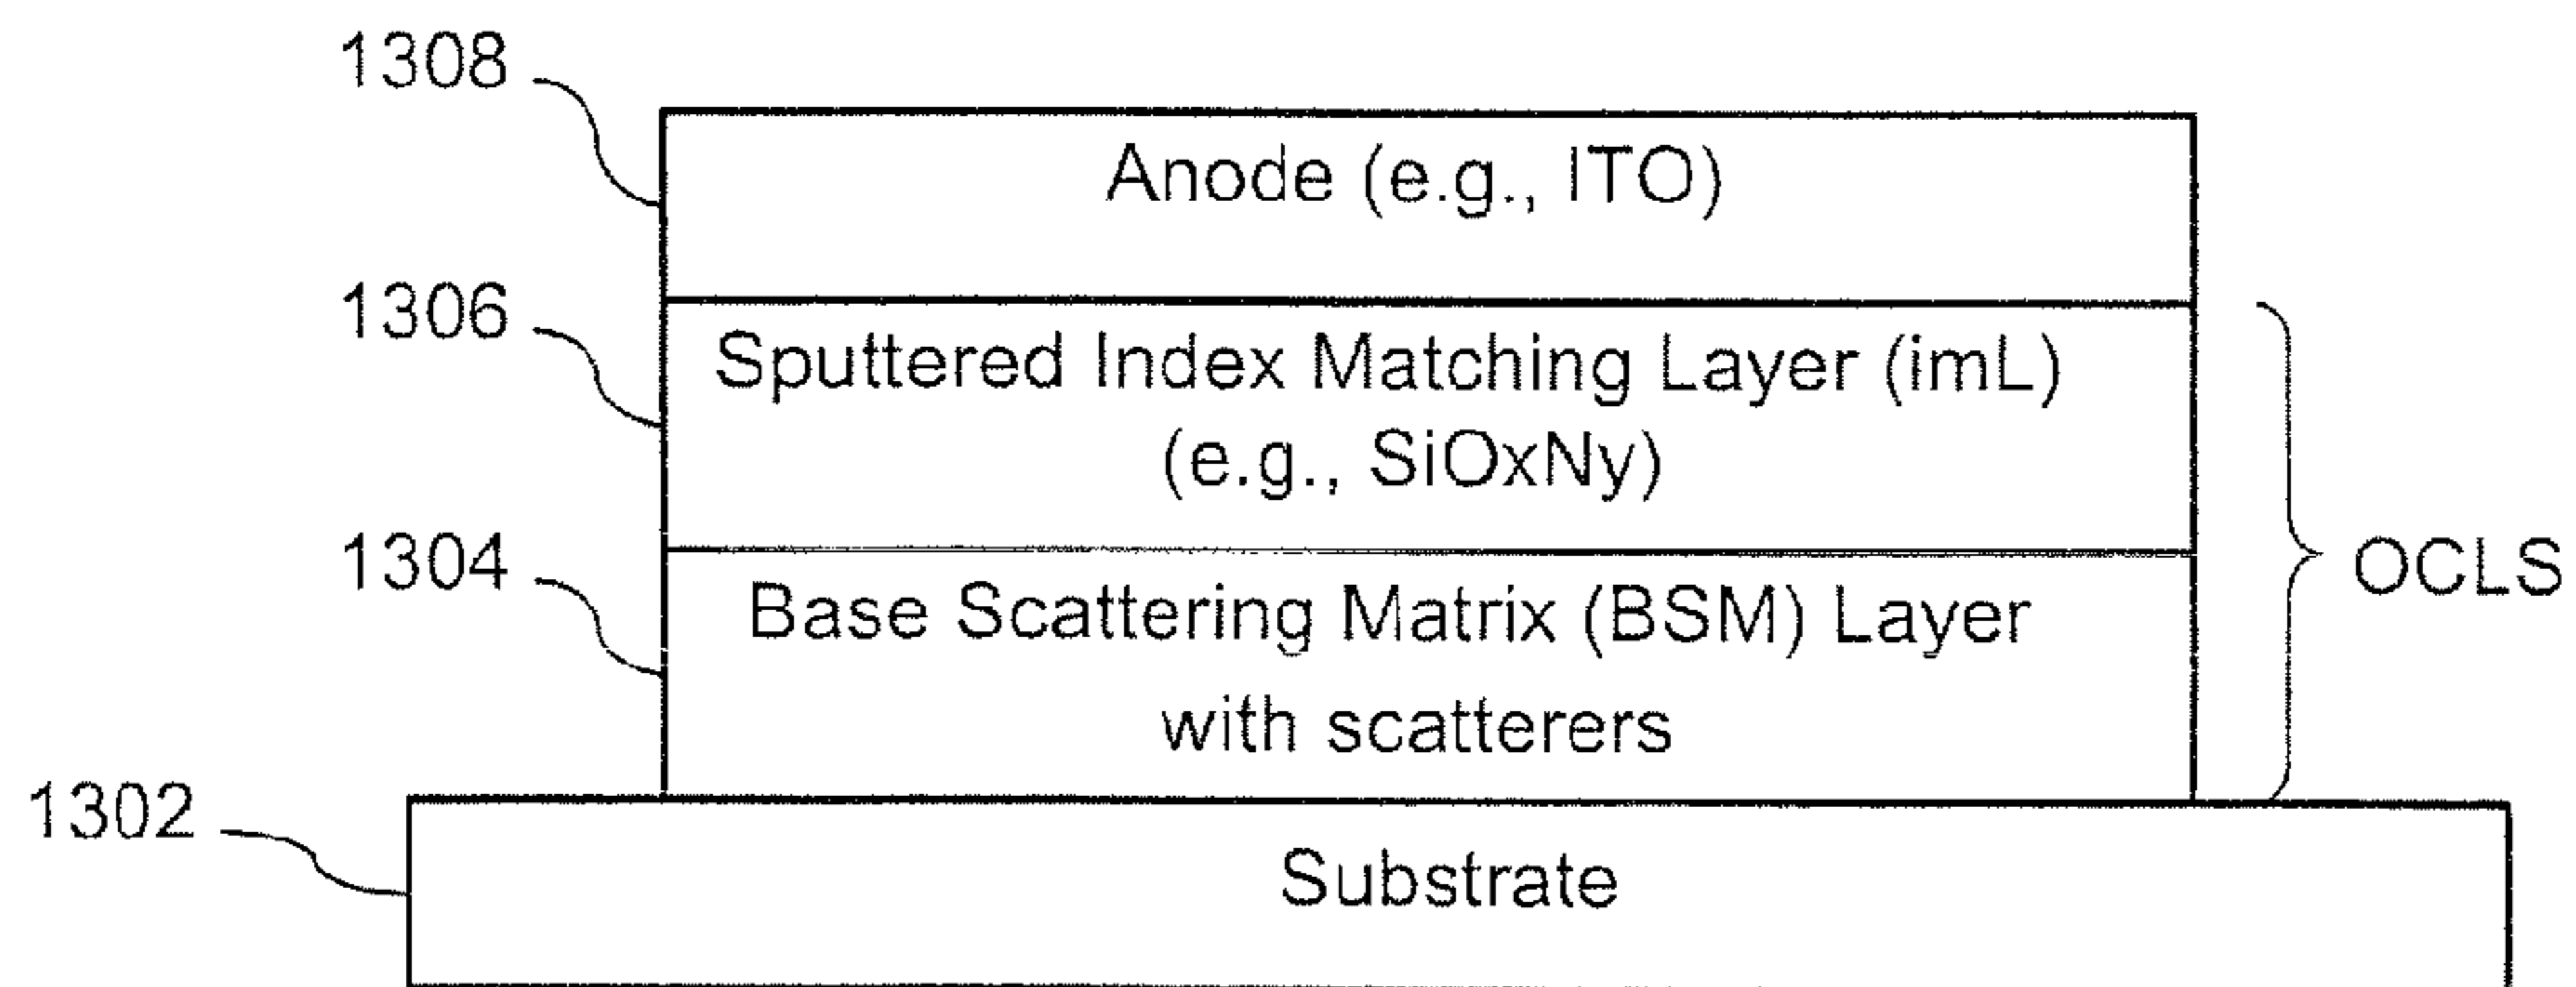 1308
Anode (e.g., ITO)
1306
Sputtered Index Matching Layer (imL)
(e.g., SiOxNy)
1304
OCLS
Base Scattering Matrix (BSM) Layer
with scatterers
1302
Substrate